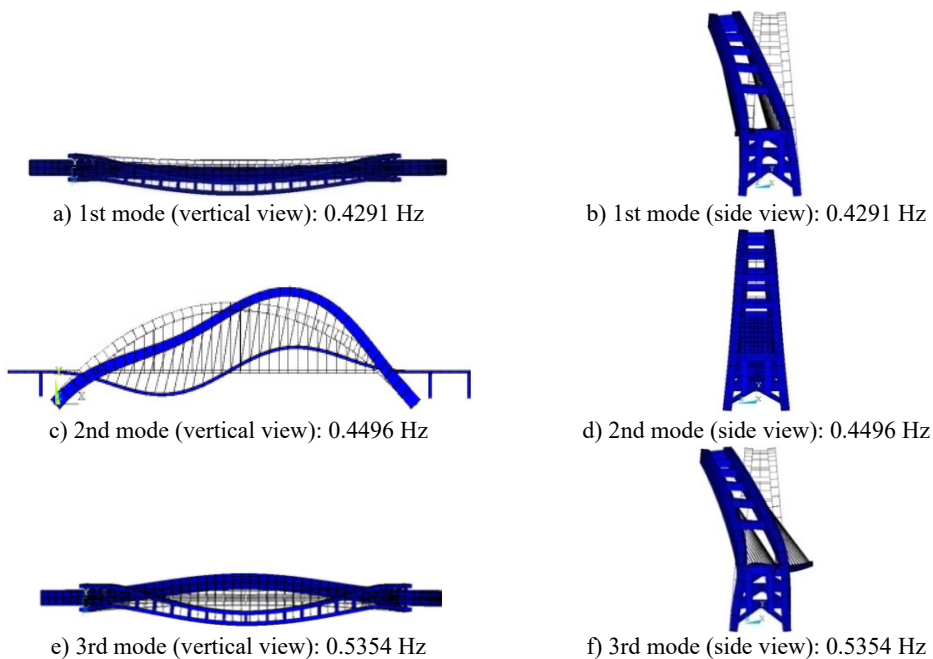 a) 1st mode (vertical view): 0.4291 Hz
b) 1st mode (side view): 0.4291 Hz
c) 2nd mode (vertical view): 0.4496 Hz
d) 2nd mode (side view): 0.4496 Hz
e) 3rd mode (vertical view): 0.5354 Hz
f) 3rd mode (side view): 0.5354 Hz